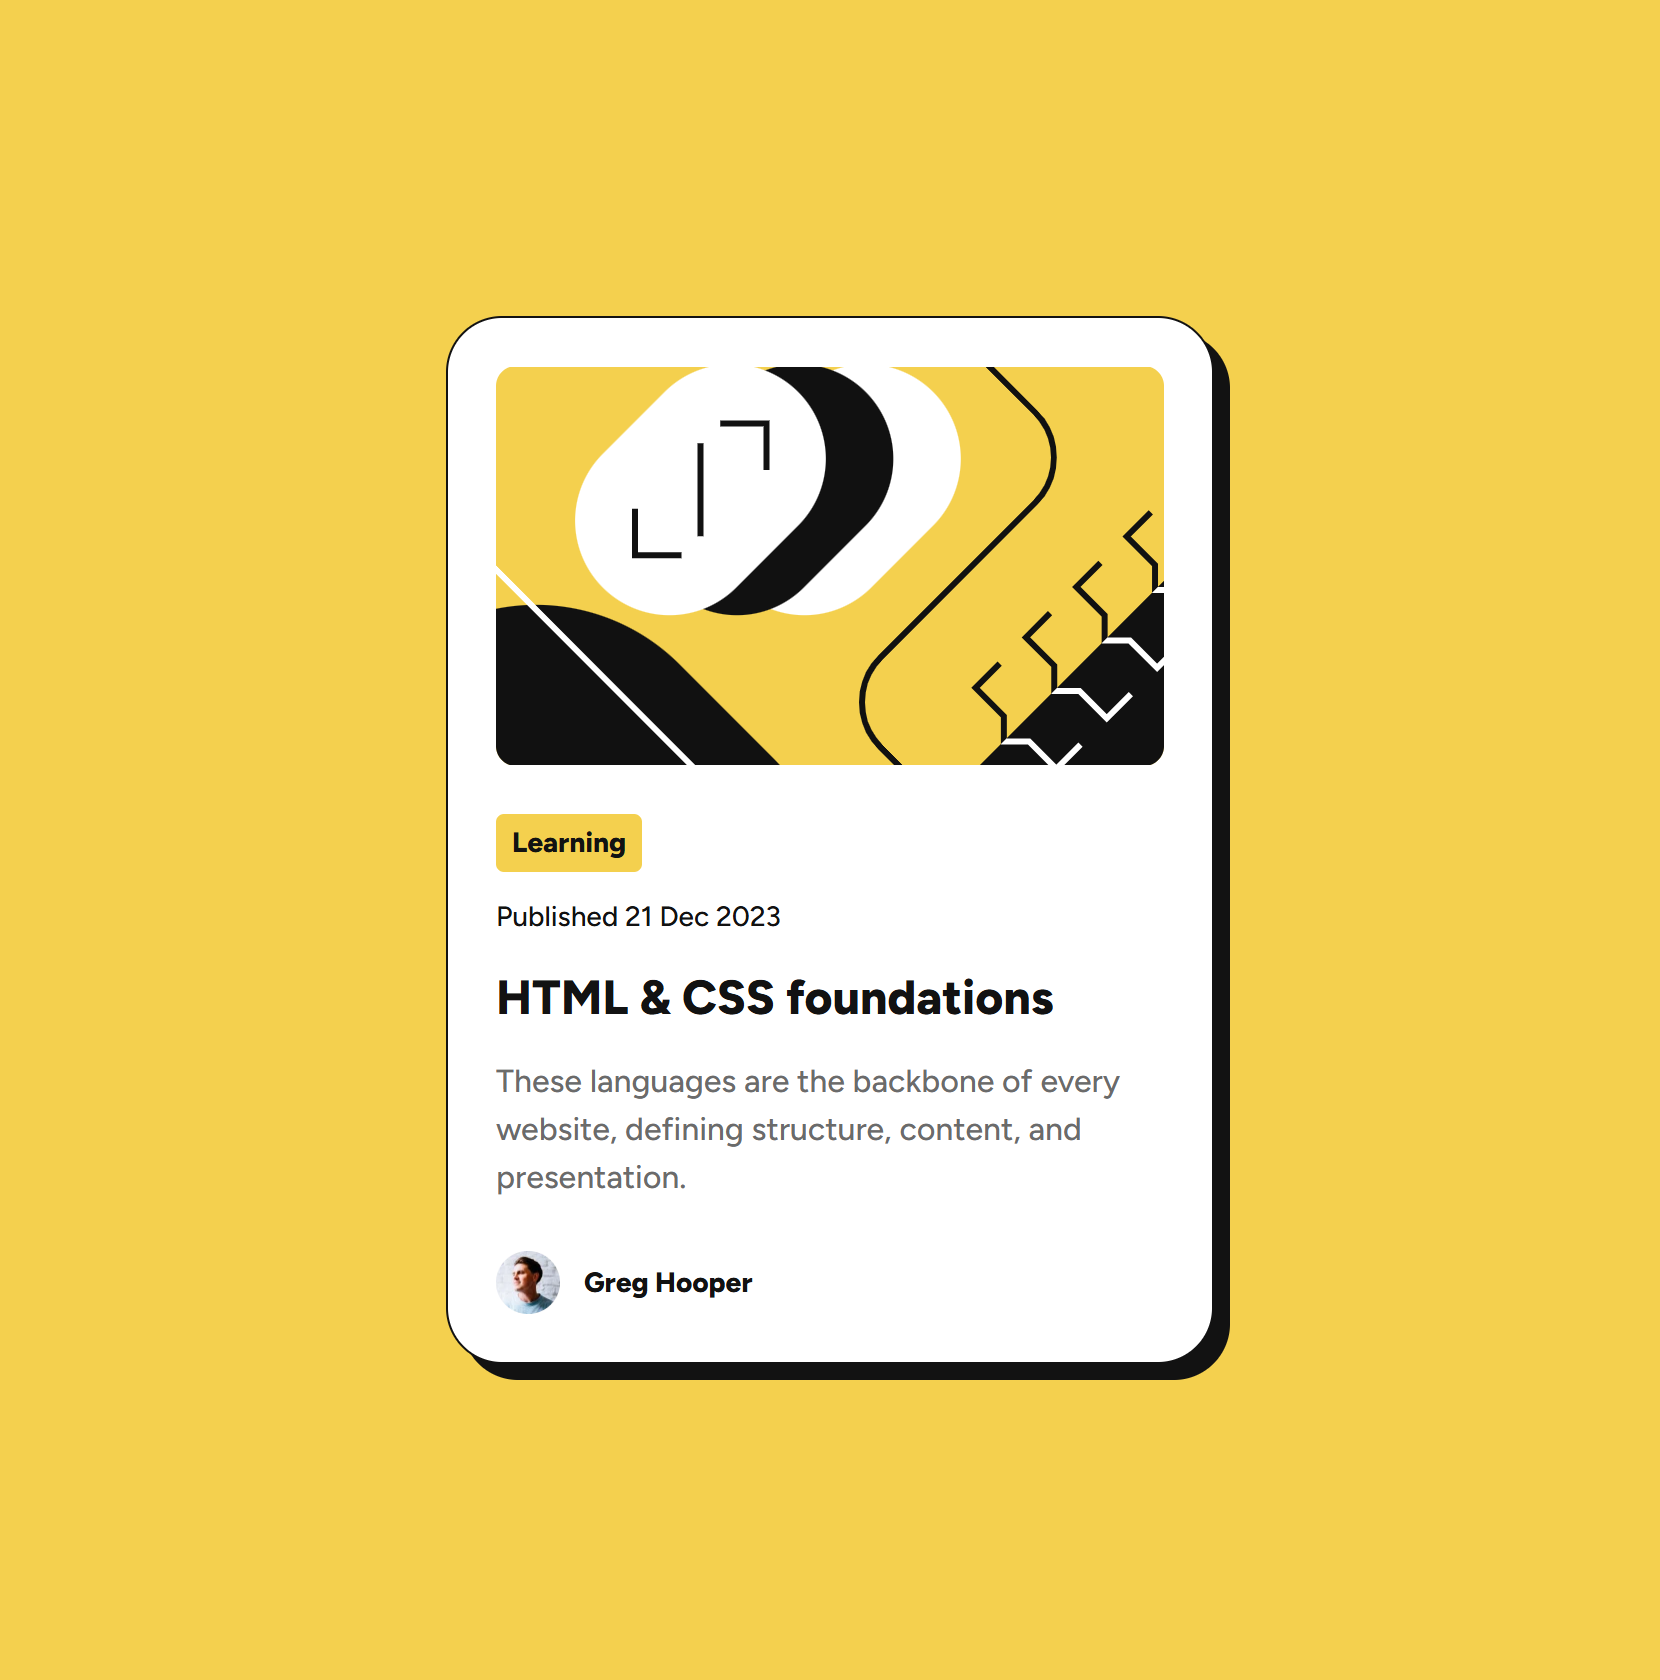 Learning
Published 21 Dec 2023
HTML & CSS foundations
These languages are the backbone of every
website, defining structure, content, and
presentation.
Greg Hooper